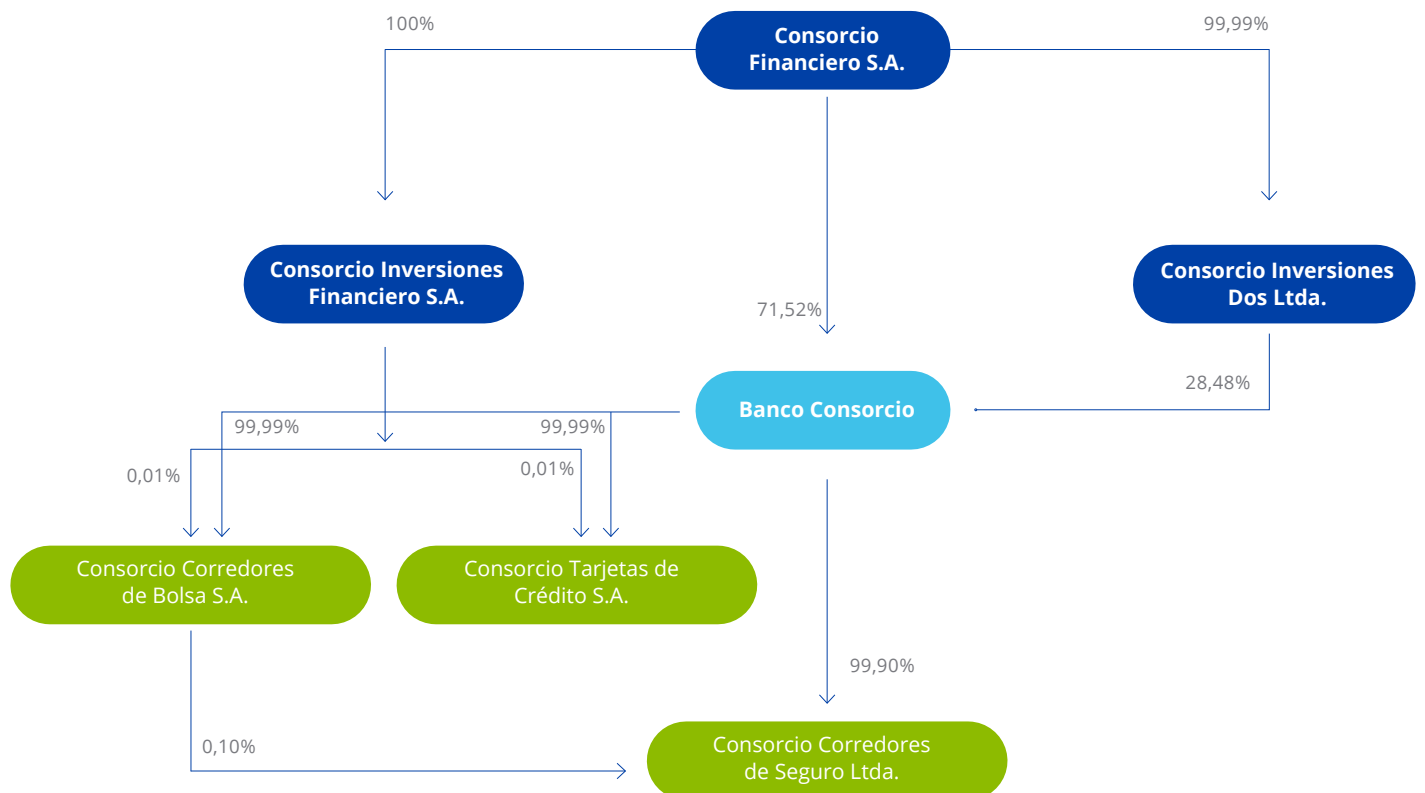 100%
Consorcio
Financiero S.A.
99,99%
Consorcio Inversiones
Financiero S.A.
71,52%
Consorcio Inversiones
Dos Ltda.
28,48%
Banco Consorcio
99,99%
99,99%
0,01%
0,01%
Consorcio Corredores
de Bolsa S.A.
Consorcio Tarjetas de
Crédito S.A.
99,90%
0,10%
Consorcio Corredores
de Seguro Ltda.